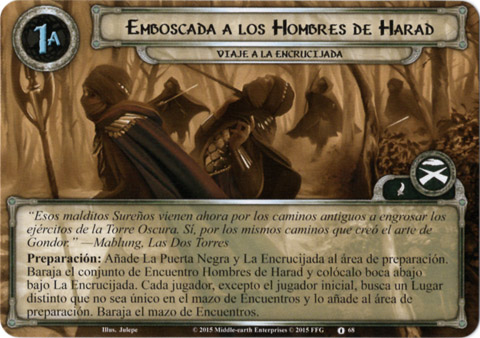 1A
Emboscada a los Hombres de Harad
Viaje a la Encrucijada
“Esos malditos Sureños vienen ahora por los caminos antiguos a engrosar los
ejércitos de la Torre Oscura. Sí, por los mismos caminos que creó el arte de
Gondor.” —Mablung, Las Dos Torres
Preparación: Añade La Puerta Negra y La Encrucijada al área de preparación.
Baraja el conjunto de Encuentro Hombres de Harad y colócalo boca abajo
bajo La Encrucijada. Cada jugador, excepto el jugador inicial, busca un Lugar
distinto que no sea único en el mazo de Encuentros y lo añade al área de
preparación. Baraja el mazo de Encuentros.
Illus. Julepe © 2015 Middle-earth Enterprises © 2015 FFG 68